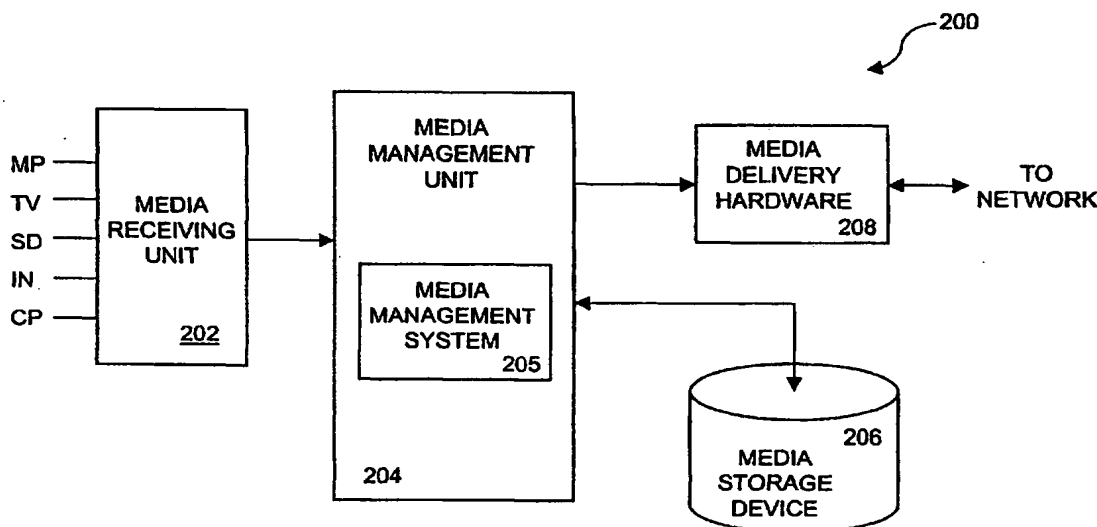 200
MP
TV
SD
IN
CP
MEDIA
RECEIVING
UNIT
202
MEDIA
MANAGEMENT
UNIT
MEDIA
MANAGEMENT
SYSTEM
205
204
MEDIA
DELIVERY
HARDWARE
208
TO
NETWORK
206
MEDIA
STORAGE
DEVICE